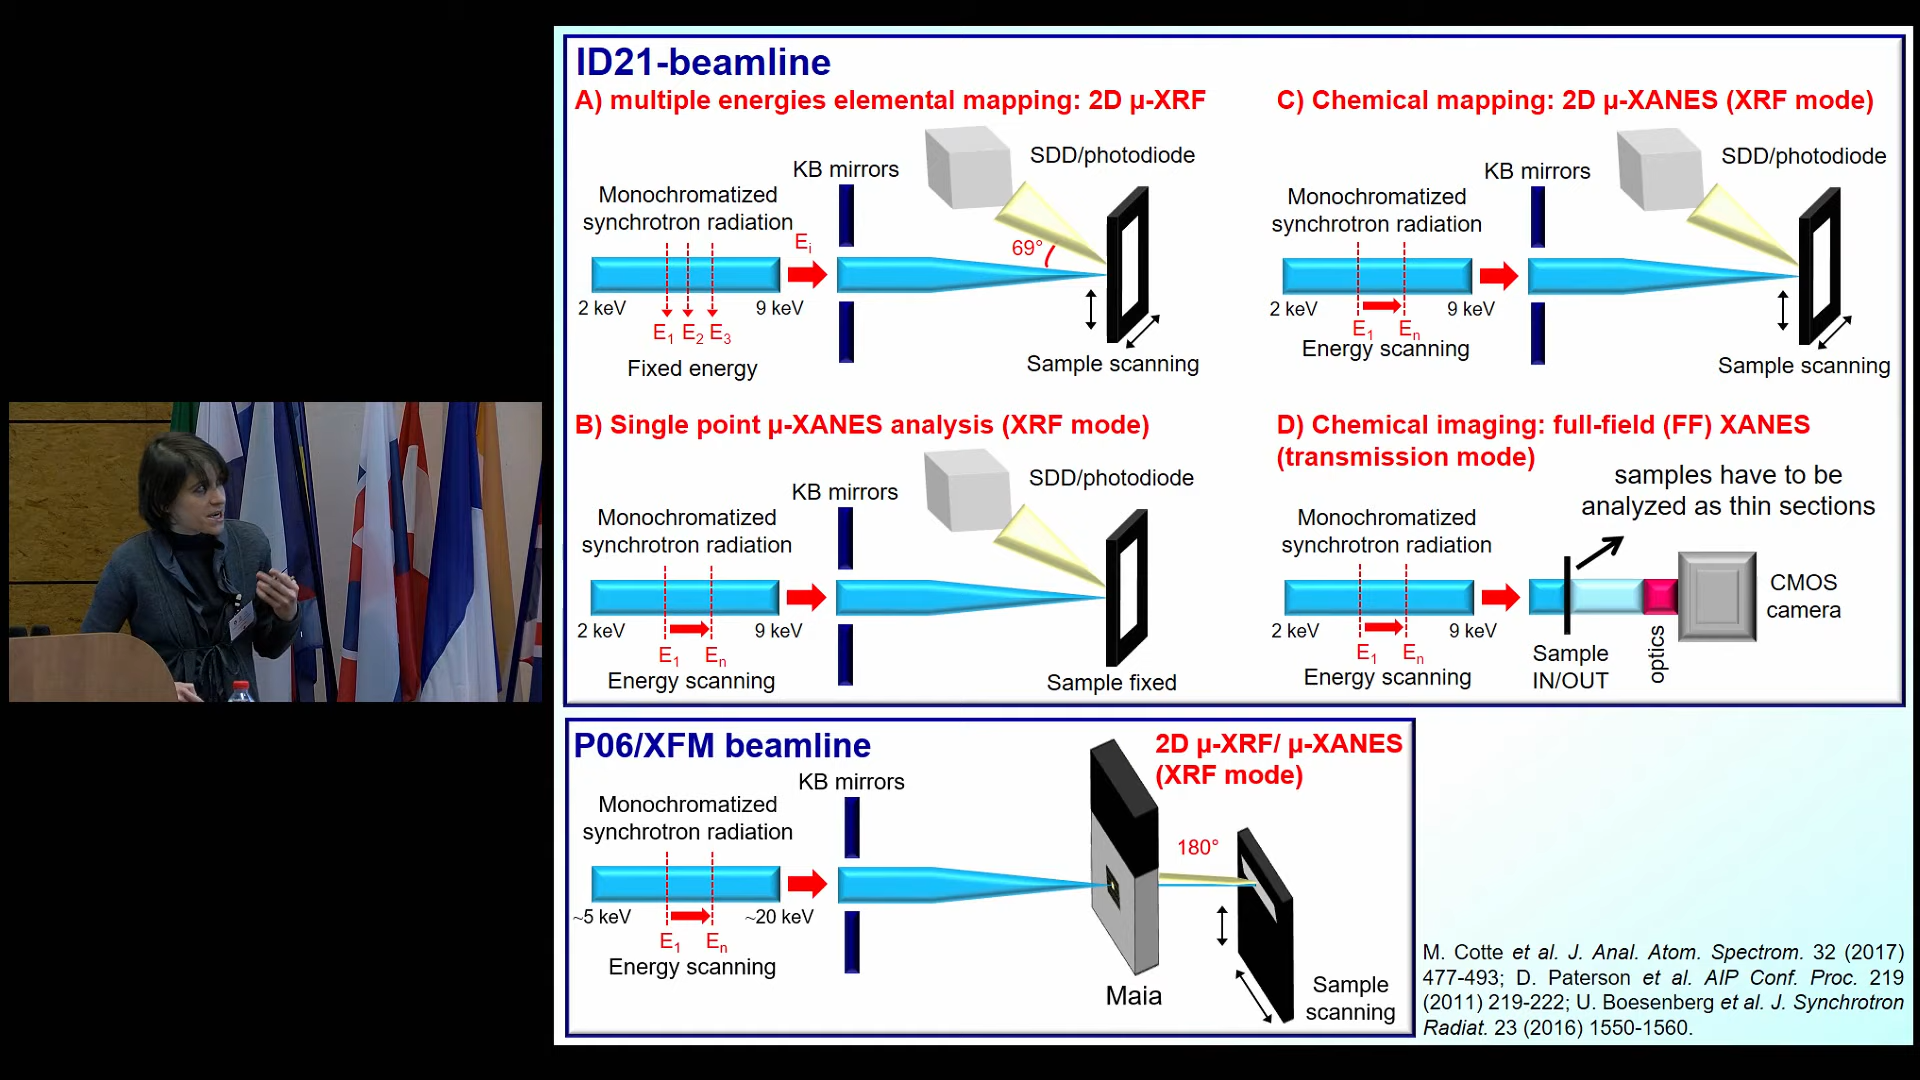 ID21-beamline
A) multiple energies elemental mapping: 2D µ-XRF
KB mirrors
SDD/photodiode
Monochromatized
synchrotron radiation
Ei
69°
2 keV
9 keV
E1 E2 E3
Fixed energy
Sample scanning
C) Chemical mapping: 2D µ-XANES (XRF mode)
KB mirrors
SDD/photodiode
Monochromatized
synchrotron radiation
2 keV
9 keV
E1 En
Energy scanning
Sample scanning
B) Single point µ-XANES analysis (XRF mode)
KB mirrors
SDD/photodiode
Monochromatized
synchrotron radiation
2 keV
9 keV
E1 En
Energy scanning
Sample fixed
D) Chemical imaging: full-field (FF) XANES
(transmission mode)
samples have to be
analyzed as thin sections
Monochromatized
synchrotron radiation
2 keV
9 keV
E1 En
Energy scanning
Sample
IN/OUT
optics
CMOS
camera
P06/XFM beamline
2D µ-XRF/ µ-XANES
(XRF mode)
KB mirrors
Monochromatized
synchrotron radiation
180°
~5 keV
~20 keV
E1 En
Energy scanning
Maia
Sample
scanning
M. Cotte et al. J. Anal. Atom. Spectrom. 32 (2017)
477-493; D. Paterson et al. AIP Conf. Proc. 219
(2011) 219-222; U. Boesenberg et al. J. Synchrotron
Radiat. 23 (2016) 1550-1560.